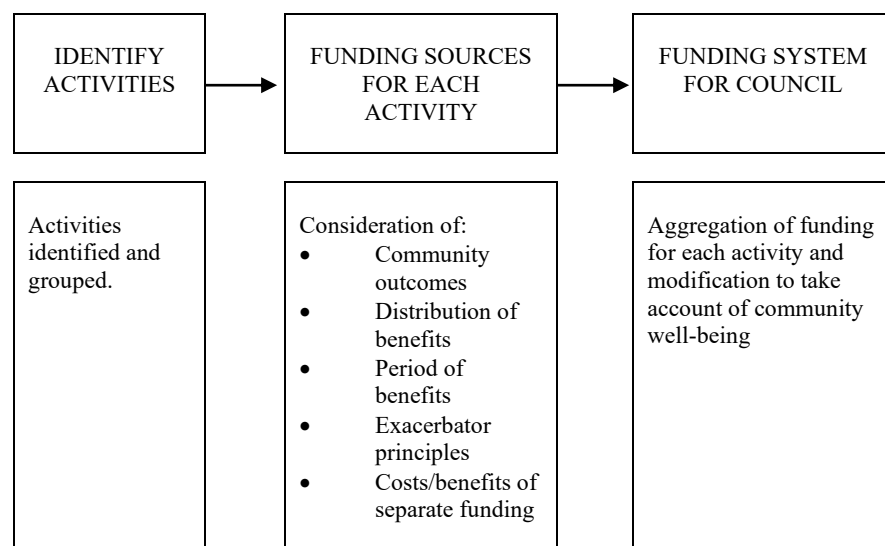 IDENTIFY
ACTIVITIES
FUNDING SOURCES
FOR EACH
ACTIVITY
FUNDING SYSTEM
FOR COUNCIL
Activities
identified and
grouped.
Consideration of:
• Community
outcomes
• Distribution of
benefits
• Period of
benefits
• Exacerbator
principles
• Costs/benefits of
separate funding
Aggregation of funding
for each activity and
modification to take
account of community
well-being